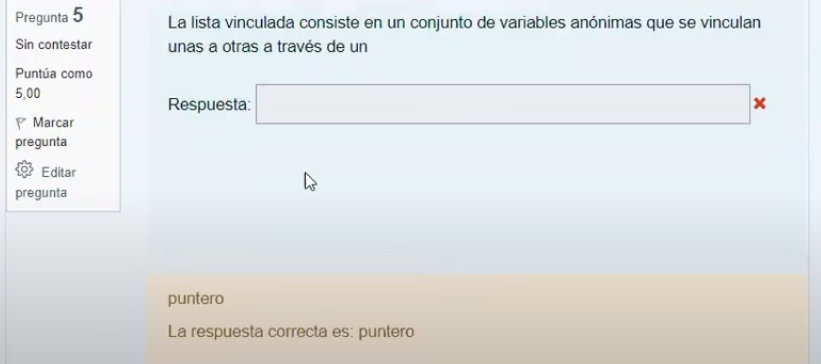 Pregunta 5
Sin contestar
Puntúa como
5,00
Marcar
pregunta
Editar
pregunta
La lista vinculada consiste en un conjunto de variables anónimas que se vinculan
unas a otras a través de un
Respuesta:
puntero
La respuesta correcta es: puntero